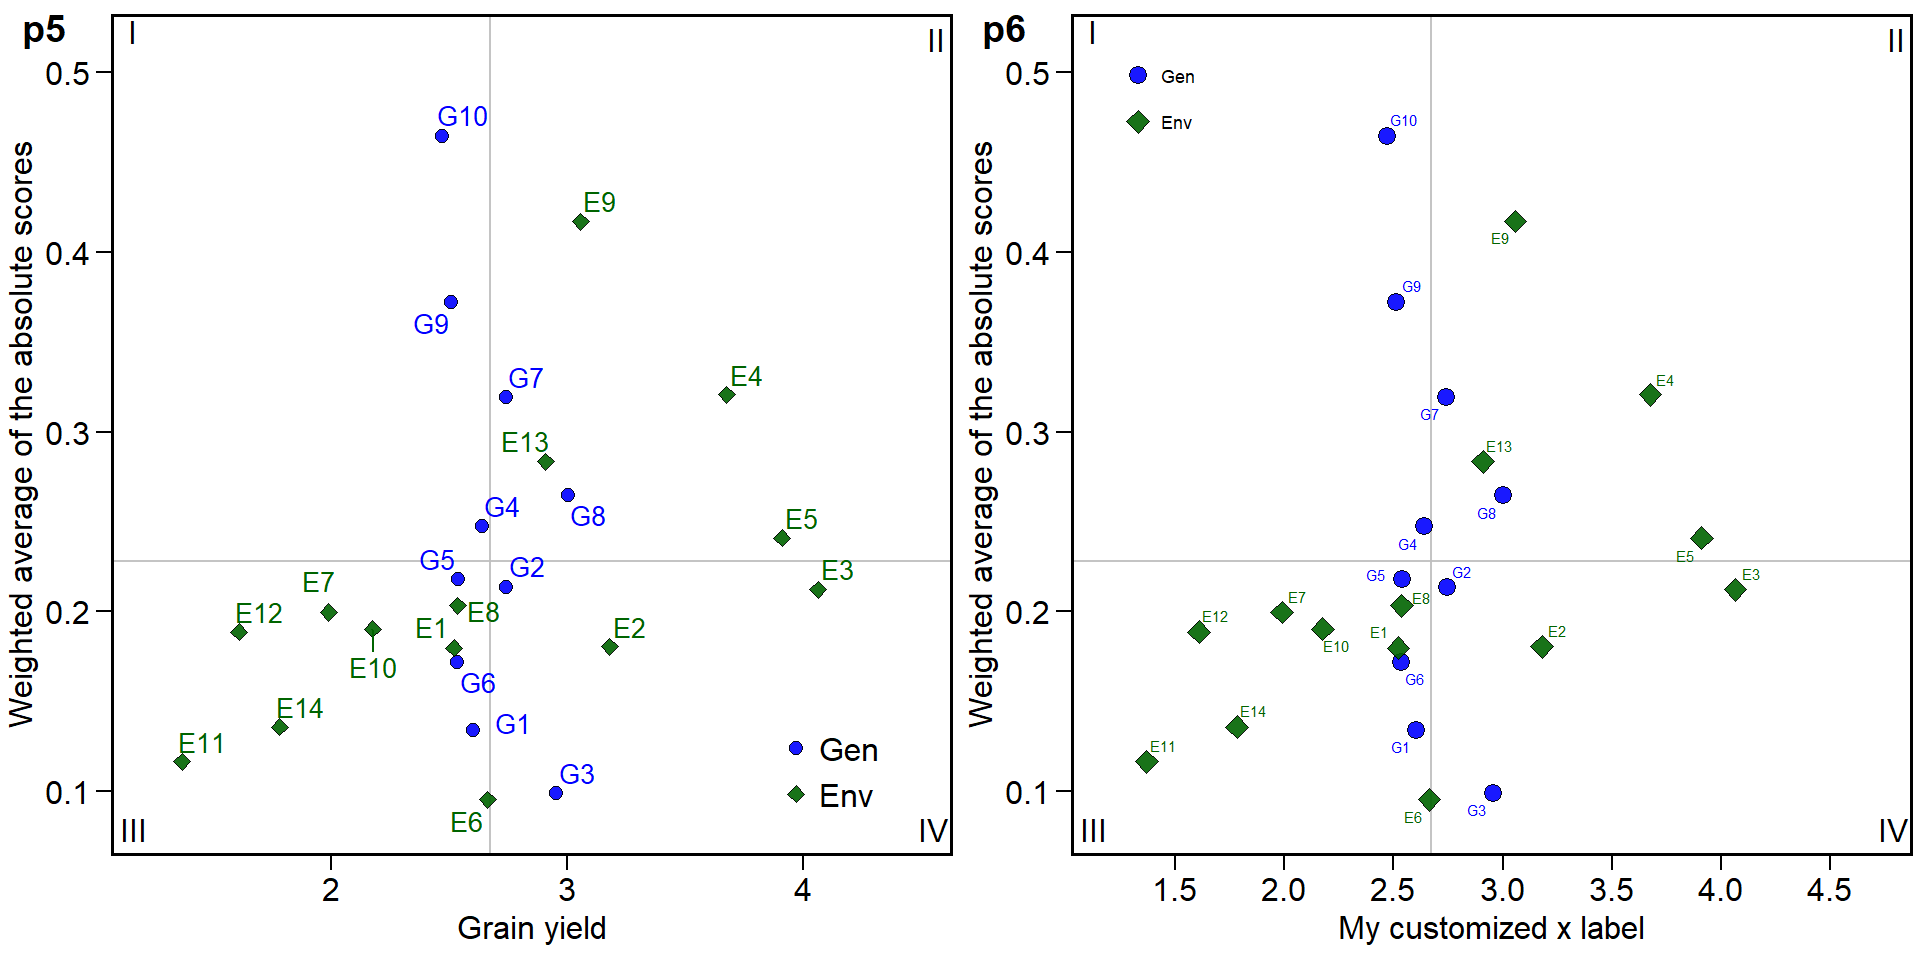 p5
I
II
0.5
0.4
0.3
0.2
0.1
Weighted average of the absolute scores
G10
E9
G9
G7
E4
E13
G4
G8
E5
G5
G2
E3
E7
E8
E12
E1
E2
E10
G6
E14
G1
E11
G3
E6
Gen
Env
III
IV
2
3
4
Grain yield
p6
I
II
0.5
0.4
0.3
0.2
0.1
Weighted average of the absolute scores
Gen
Env
G10
E9
G9
E4
G7
E13
G8
G4
E5
G5
G2
E3
E7
E8
E12
E1
E2
E10
G6
E14
G1
E11
G3
E6
III
IV
1.5
2.0
2.5
3.0
3.5
4.0
4.5
My customized x label